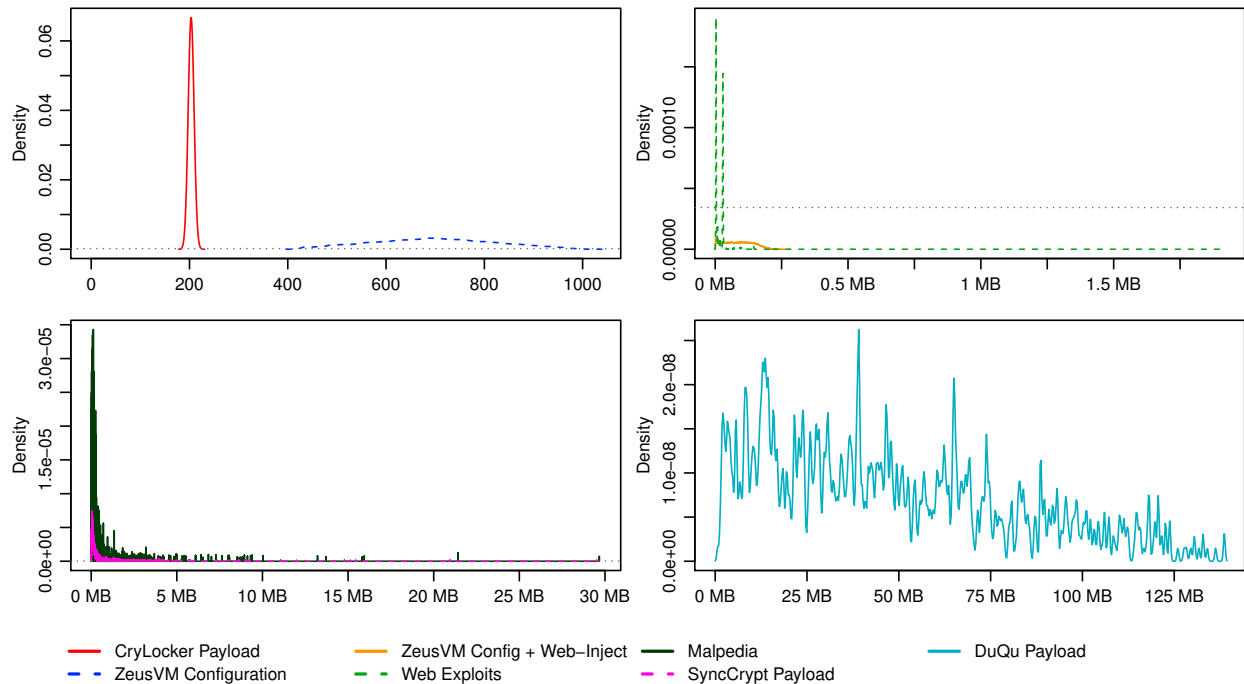 Density
0.06
0.04
0.02
0.00
0 200 400 600 800 1000
Density
0.00010
0.00000
0 MB 0.5 MB 1 MB 1.5 MB
Density
3.0e−05
1.5e−05
0.0e+00
0 MB 5 MB 10 MB 15 MB 20 MB 25 MB 30 MB
Density
2.0e−08
1.0e−08
0.0e+00
0 MB 25 MB 50 MB 75 MB 100 MB 125 MB
CryLocker Payload ZeusVM Config + Web−Inject Malpedia DuQu Payload
ZeusVM Configuration Web Exploits SyncCrypt Payload